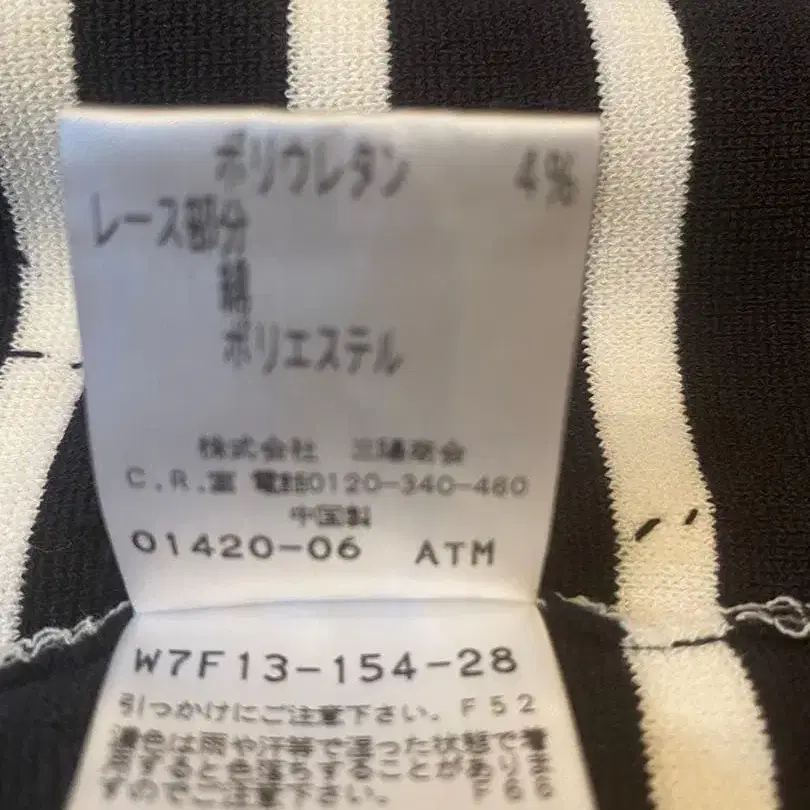 ポリウレタン 4%
レース部分
綿
ポリエステル
株式会社 三陽商会
C.R.室 電話0120-340-460
中国製
01420-06 ATM
W7F13-154-28
引っかけにご注意下さい。F52
濃色は雨や汗等で湿った状態で着
用すると色落ちすることがありま
すのでご注意下さい。 F66